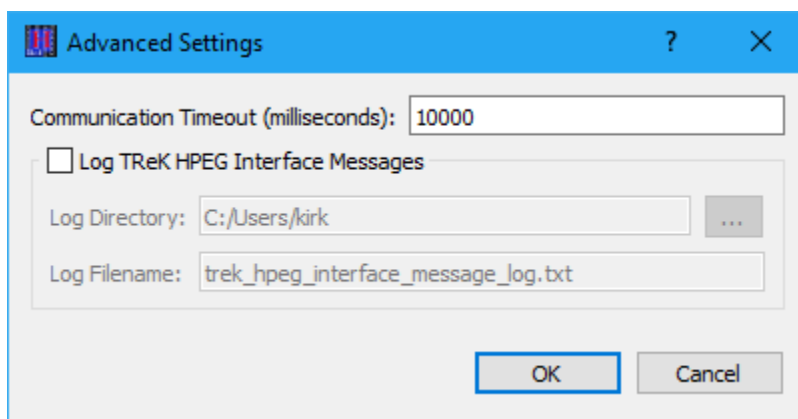 Advanced Settings ?
Communication Timeout (milliseconds): 10000
Log TReK HPEG Interface Messages
Log Directory: C:/Users/kirk ...
Log Filename: trek_hpeg_interface_message_log.txt
OK Cancel